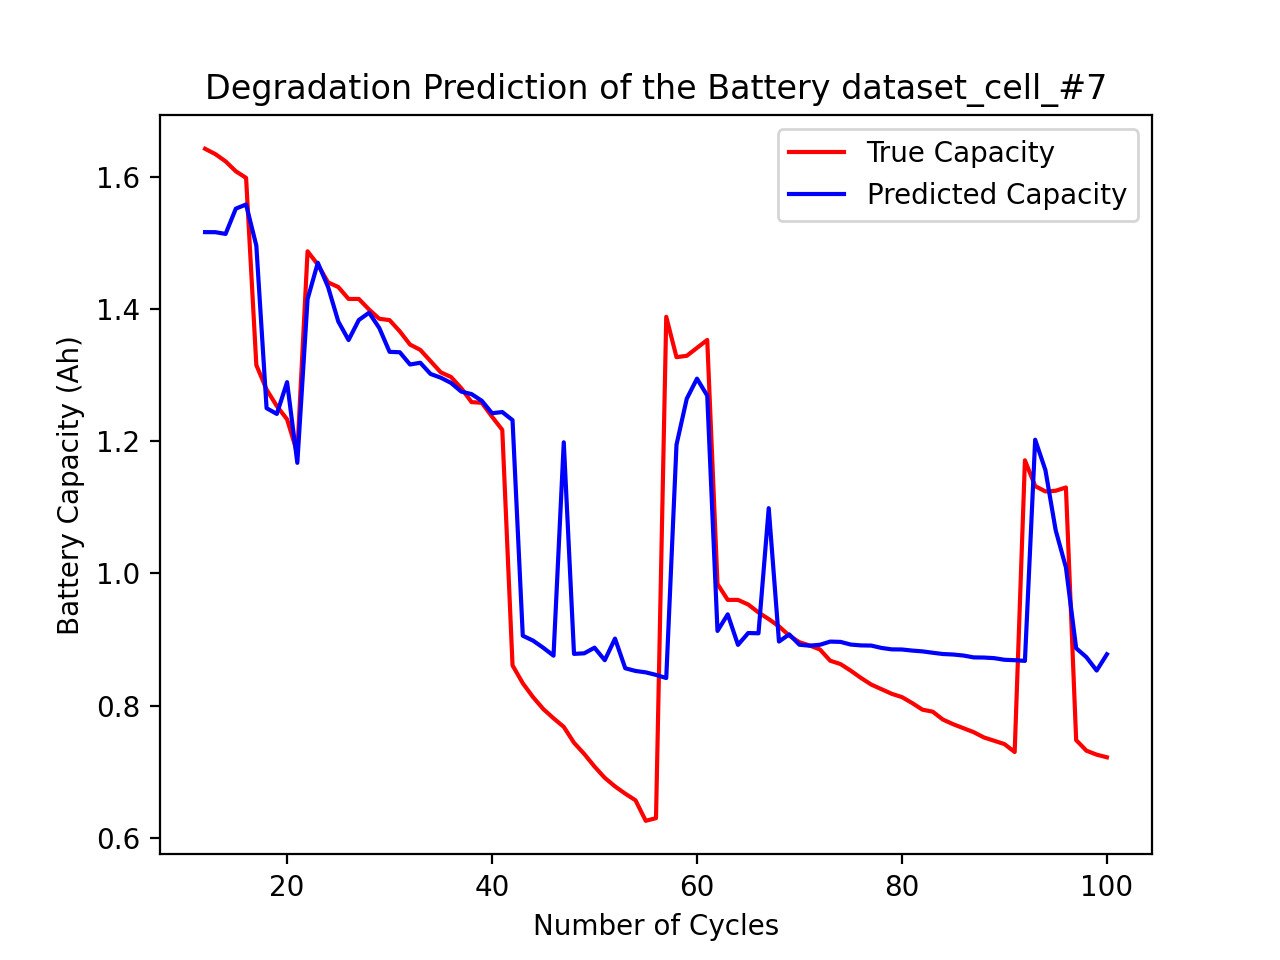 Degradation Prediction of the Battery dataset_cell_#7
True Capacity
Predicted Capacity
Battery Capacity (Ah)
1.6
1.4
1.2
1.0
0.8
0.6
20 40 60 80 100
Number of Cycles